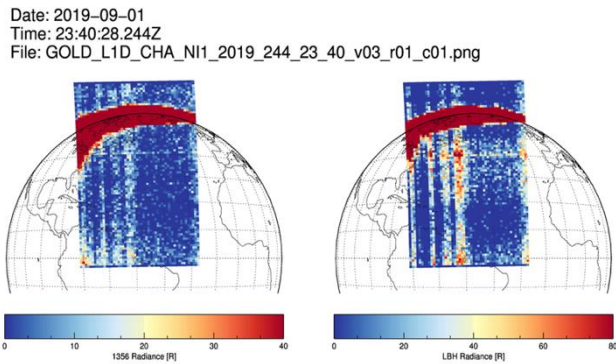 Date: 2019-09-01
Time: 23:40:28.244Z
File: GOLD_L1D_CHA_NI1_2019_244_23_40_v03_r01_c01.png
0 10 20 30 40
1356 Radiance [R]
0 20 40 60 80
LBH Radiance [R]